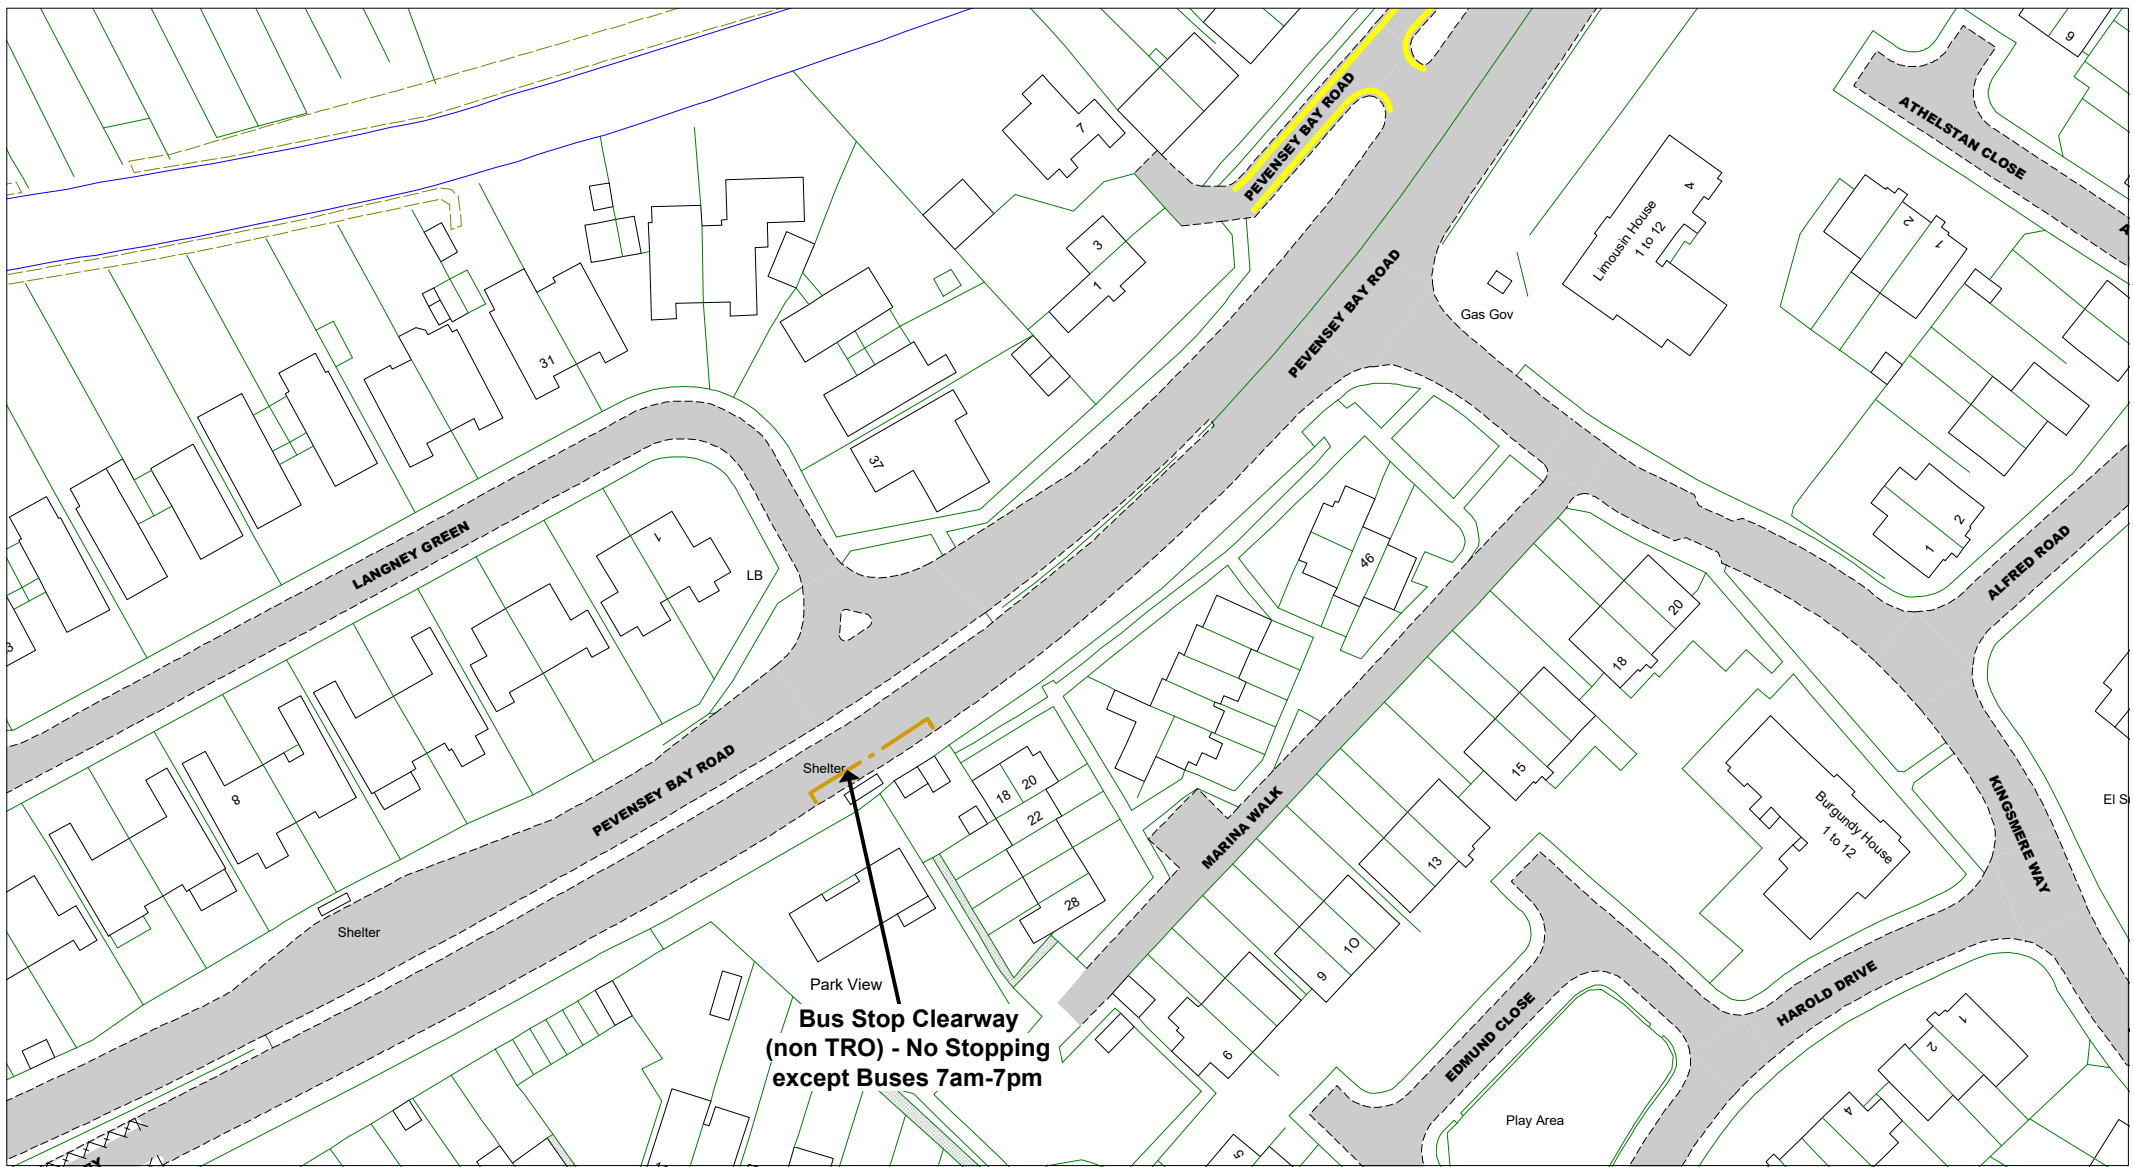 9
ATHELSTAN CLOSE
PEVENSEY BAY ROAD
7
4
Limousin House
1 to 12
2
1
3
1
PEVENSEY BAY ROAD
Gas Gov
31
37
LANGNEY GREEN
1
LB
46
2
1
ALFRED ROAD
20
18
3
8
PEVENSEY BAY ROAD
Shelter
18
20
22
28
15
13
MARINA WALK
Burgundy House
1 to 12
KINGSMERE WAY
Shelter
10
9
6
Park View
Bus Stop Clearway
(non TRO) - No Stopping
except Buses 7am-7pm
HAROLD DRIVE
EDMUND CLOSE
1
2
4
Play Area
5